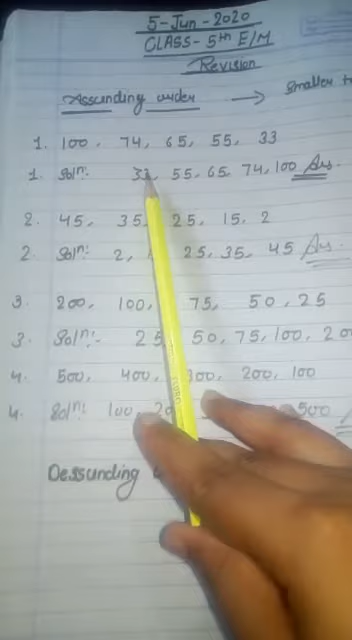 5-Jun-2020
CLASS- 5th E/M
Revision
Assunding order → smaller
1. 100, 74, 65, 55, 33
1. Soln: 33, 55, 65, 74, 100 Ans.
2. 45, 35, 25, 15, 2
2. Soln: 2, 25, 35, 45 Ans.
3. 200, 100, 75, 50, 25
3. Soln:- 25 50, 75, 100,
4. 500, 400, 300, 200, 100
4. Soln: 100, 500
Dessunding